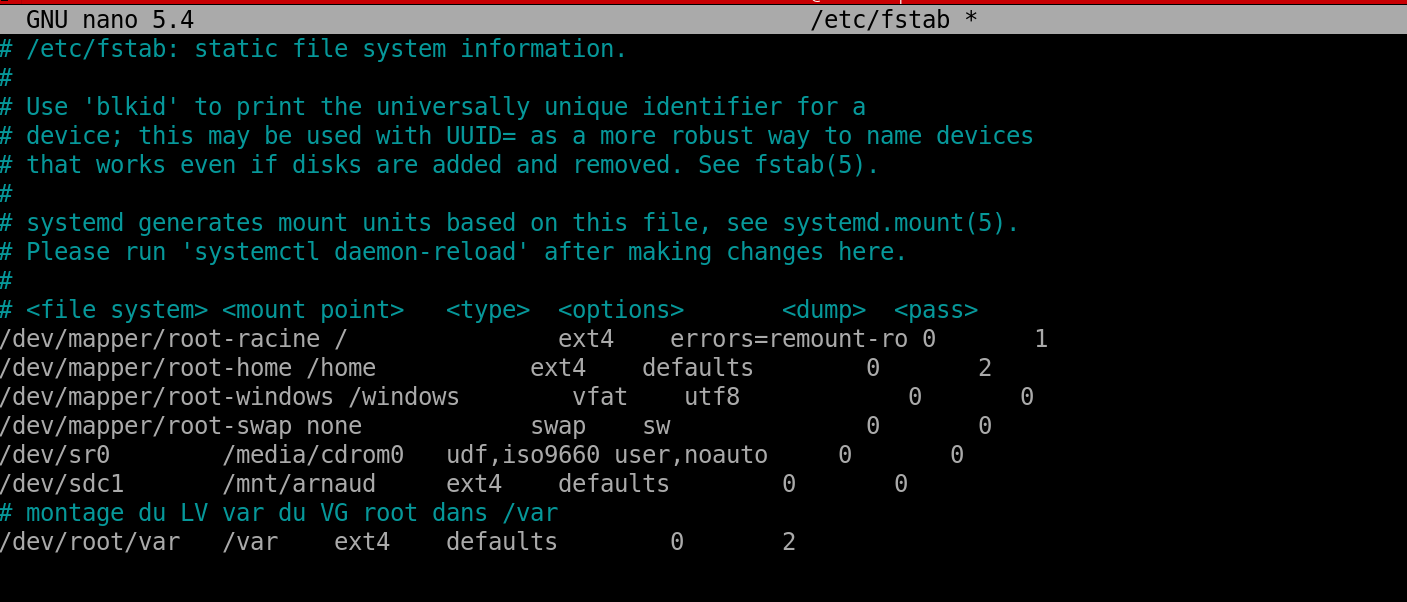 GNU nano 5.4 /etc/fstab *
# /etc/fstab: static file system information.
#
# Use 'blkid' to print the universally unique identifier for a
# device; this may be used with UUID= as a more robust way to name devices
# that works even if disks are added and removed. See fstab(5).
#
# systemd generates mount units based on this file, see systemd.mount(5).
# Please run 'systemctl daemon-reload' after making changes here.
#
# <file system> <mount point>   <type>  <options>       <dump>  <pass>
/dev/mapper/root-racine /               ext4    errors=remount-ro 0       1
/dev/mapper/root-home /home           ext4    defaults        0       2
/dev/mapper/root-windows /windows        vfat    utf8            0       0
/dev/mapper/root-swap none            swap    sw              0       0
/dev/sr0        /media/cdrom0   udf,iso9660 user,noauto     0       0
/dev/sdc1       /mnt/arnaud     ext4    defaults        0       0
# montage du LV var du VG root dans /var
/dev/root/var   /var    ext4    defaults        0       2